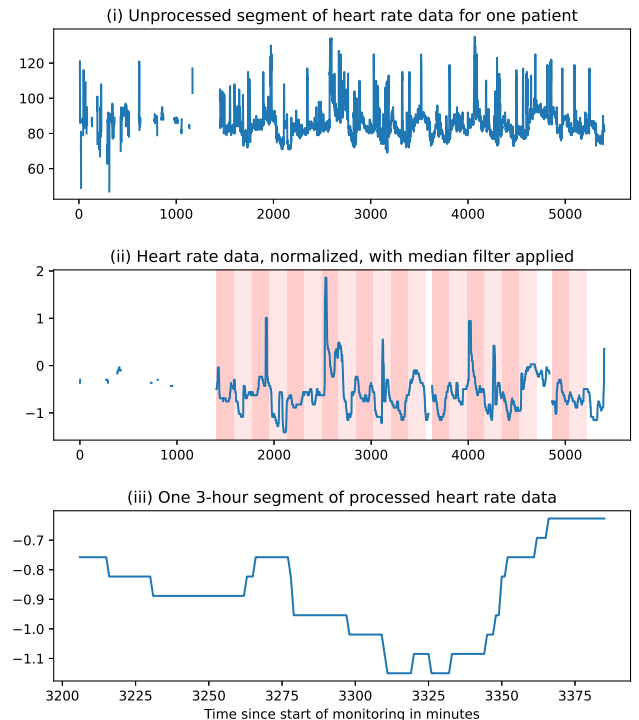 (i) Unprocessed segment of heart rate data for one patient
120
100
80
60
0 1000 2000 3000 4000 5000
(ii) Heart rate data, normalized, with median filter applied
2
1
0
−1
0 1000 2000 3000 4000 5000
(iii) One 3-hour segment of processed heart rate data
−0.7
−0.8
−0.9
−1.0
−1.1
3200 3225 3250 3275 3300 3325 3350 3375
Time since start of monitoring in minutes